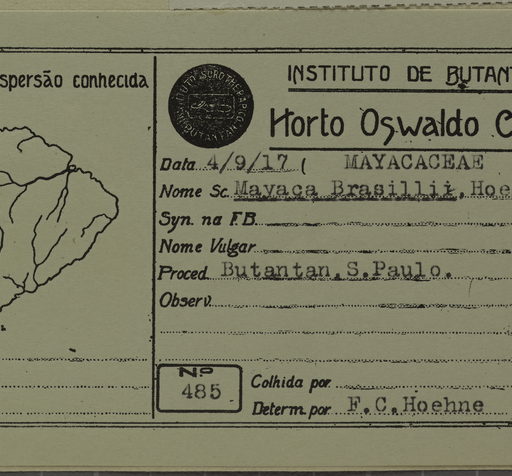 spersão conhecida
INSTITUTO DE BUTANT
Horto Oswaldo C
Data 4/9/17 ( MAYACACEAE
Nome Sc. Mayaca Brasillii, Hoe
Syn. na F.B.
Nome Vulgar
Proced. Butantan, S.Paulo.
Observ.
No 485
Colhida por
Determ. por F.C.Hoehne